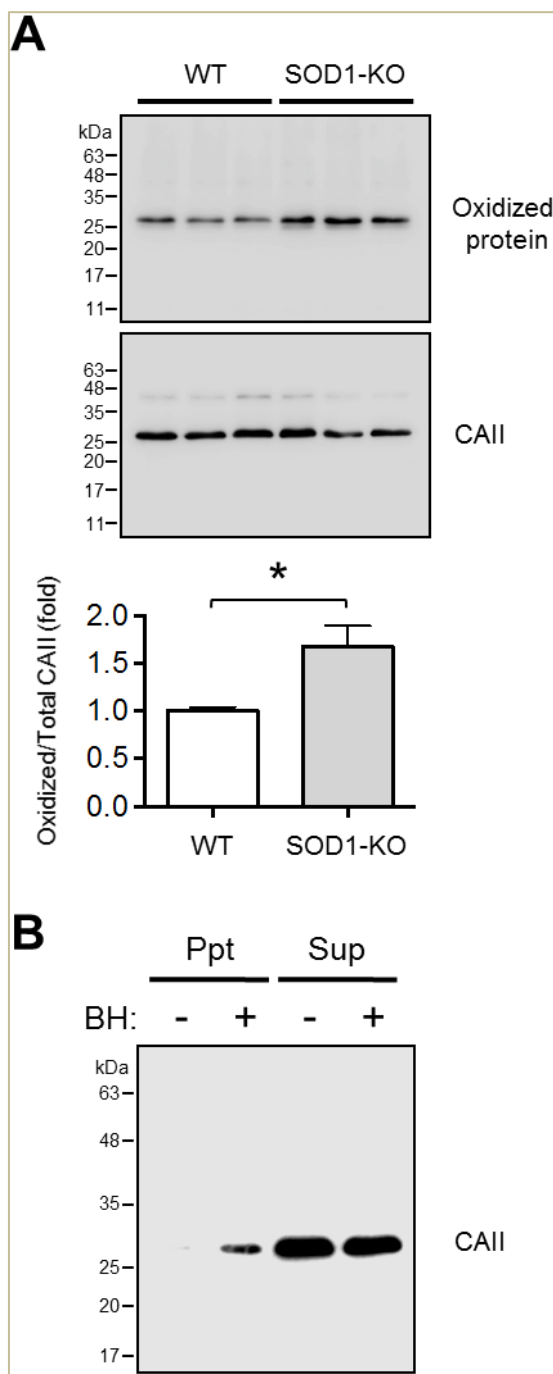 A
WT SOD1-KO
kDa
63
48
35
25
20
17
11
Oxidized
protein
63
48
35
25
20
17
11
CAII
*
Oxidized/Total CAII (fold)
2.0
1.5
1.0
0.5
0.0
WT SOD1-KO
B
Ppt Sup
BH: - + - +
kDa
63
48
35
25
20
17
CAII